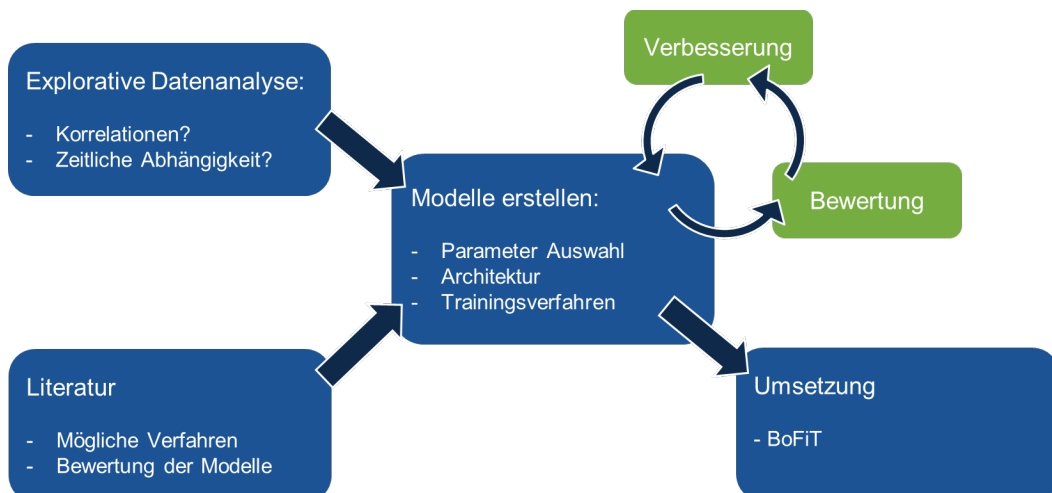 Explorative Datenanalyse:
- Korrelationen?
- Zeitliche Abhängigkeit?
Verbesserung
Bewertung
Modelle erstellen:
- Parameter Auswahl
- Architektur
- Trainingsverfahren
Literatur
- Mögliche Verfahren
- Bewertung der Modelle
Umsetzung
- BoFiT